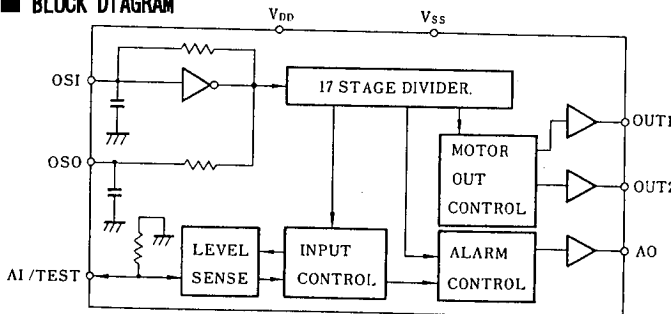 ■ BLOCK DIAGRAM
VDD
VSS
OSI
17 STAGE DIVIDER.
OUT1
OSO
MOTOR
OUT
CONTROL
OUT2
LEVEL
SENSE
INPUT
CONTROL
ALARM
CONTROL
AO
AI/TEST